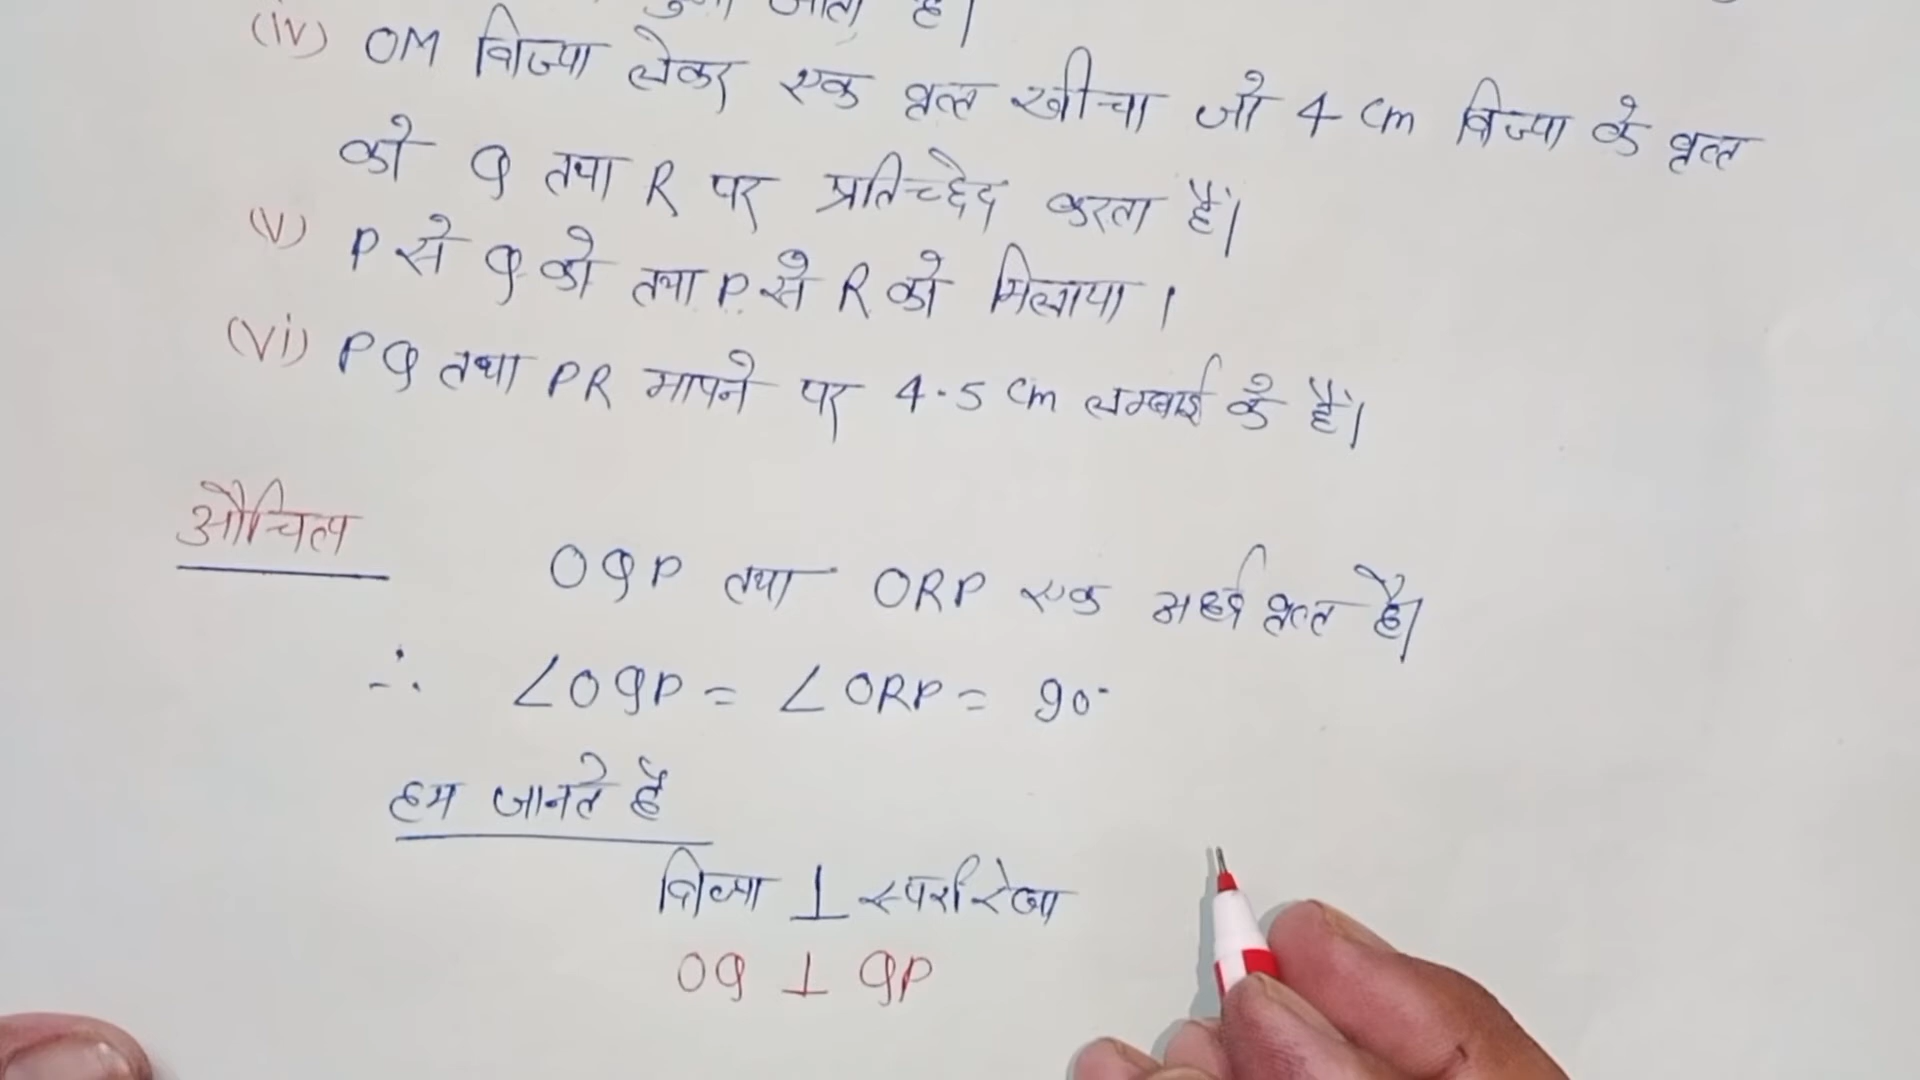 जाता है।
(iv) OM त्रिज्या लेकर एक वृत्त खींचा जो 4 cm त्रिज्या के वृत्त
को Q तथा R पर प्रतिच्छेद करता हैं।
(v) P से Q को तथा P से R को मिलाया।
(vi) PQ तथा PR मापने पर 4.5 cm लम्बाई के हैं।
औचित्य
OQP तथा ORP एक अर्द्धवृत्त है।
∴ ∠OQP = ∠ORP = 90°
हम जानते है
त्रिज्या ⊥ स्पर्श रेखा
OQ ⊥ QP